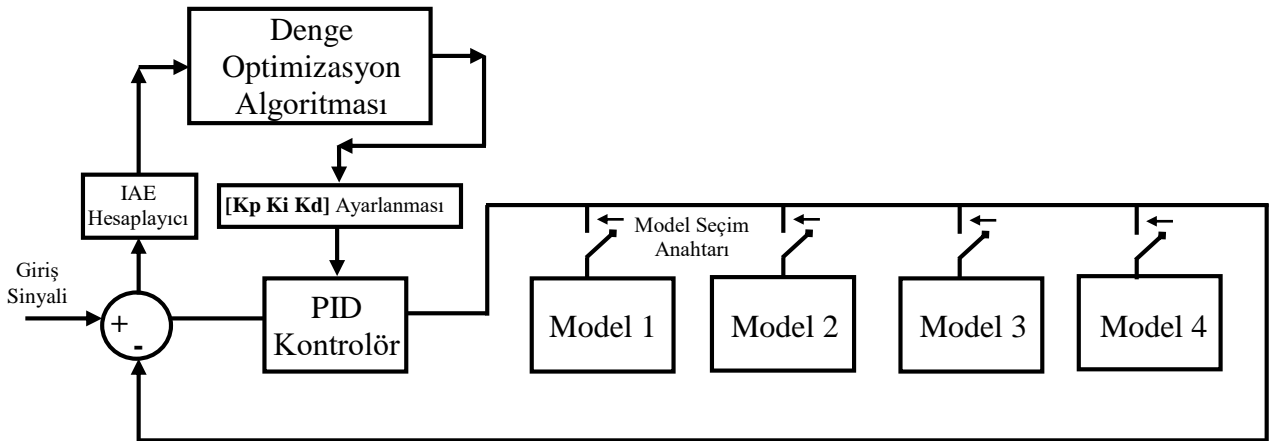 Denge
Optimizasyon
Algoritması
IAE
Hesaplayıcı
[Kp Ki Kd] Ayarlanması
Model Seçim
Anahtarı
Giriş
Sinyali
+
-
PID
Kontrolör
Model 1
Model 2
Model 3
Model 4